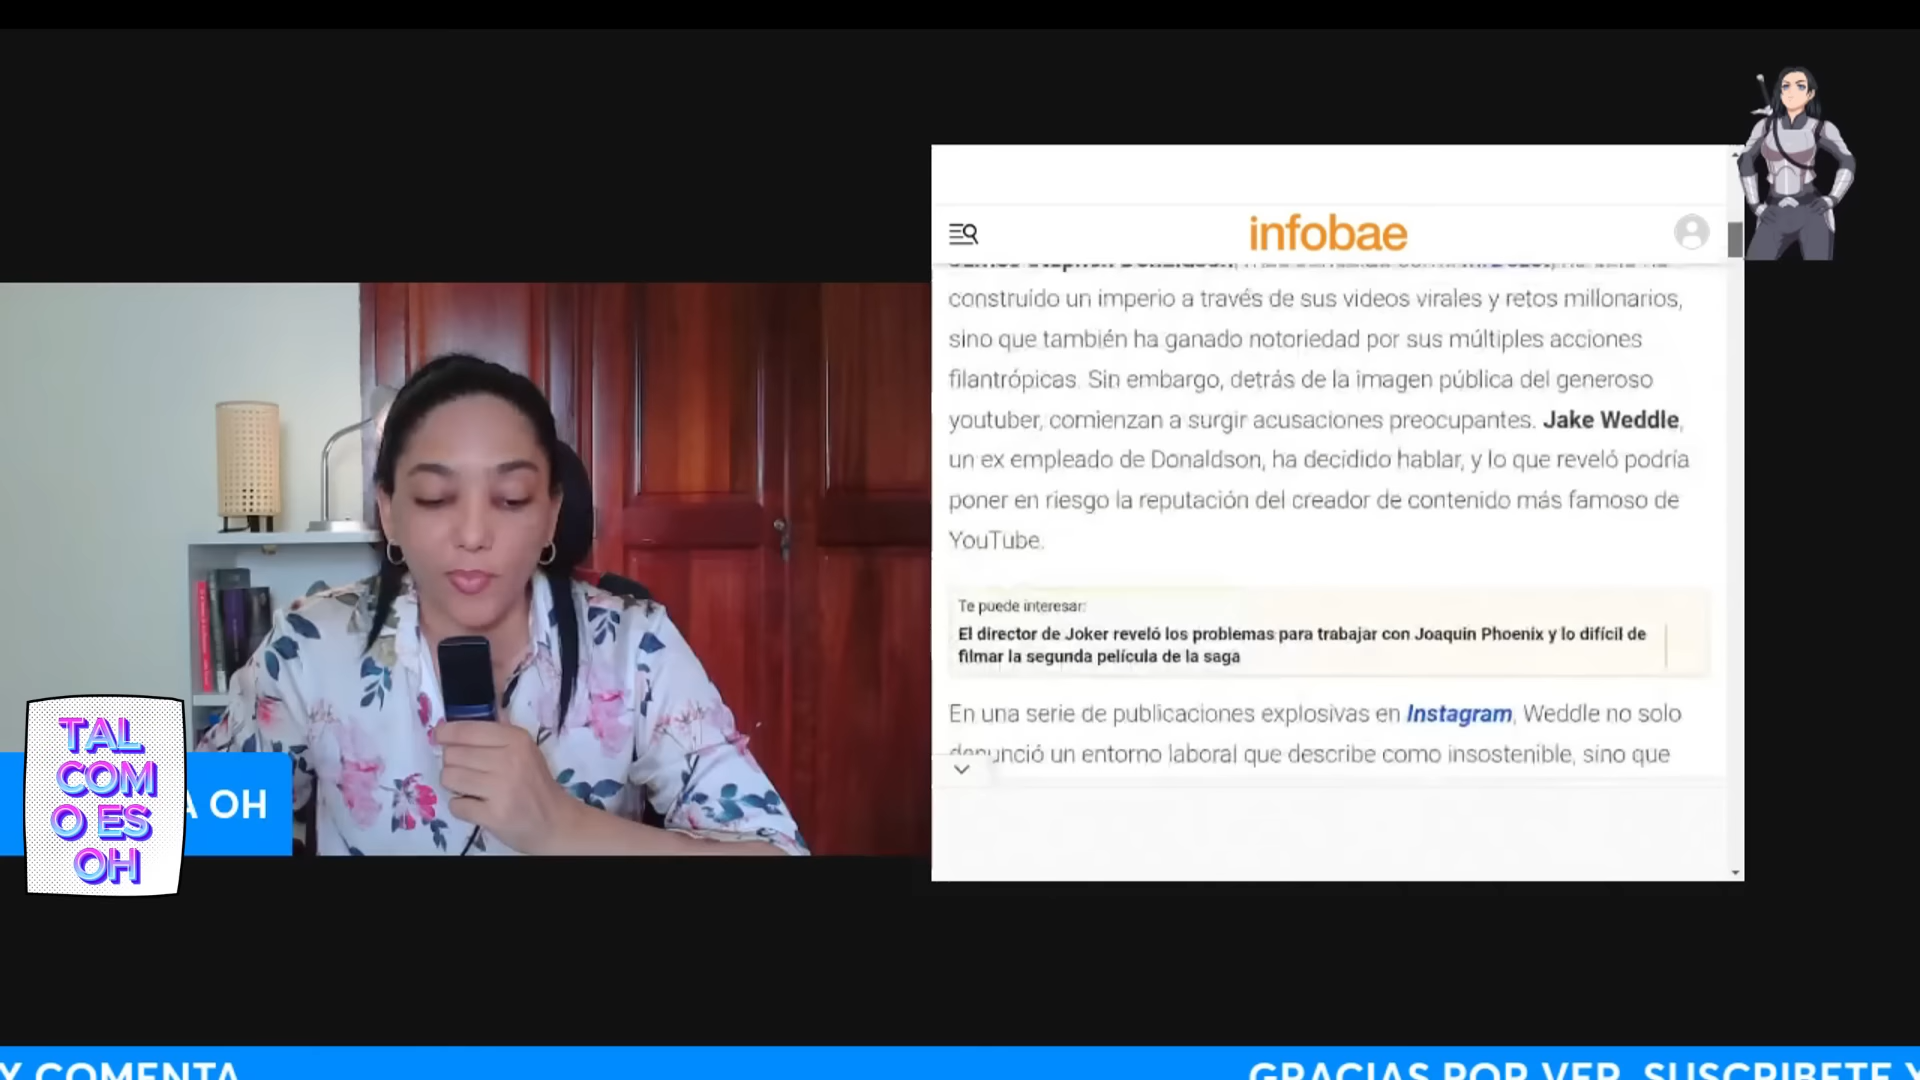 infobae
construído un imperio a través de sus videos virales y retos millonarios,
sino que también ha ganado notoriedad por sus múltiples acciones
filantrópicas. Sin embargo, detrás de la imagen pública del generoso
youtuber, comienzan a surgir acusaciones preocupantes. Jake Weddle,
un ex empleado de Donaldson, ha decidido hablar, y lo que reveló podría
poner en riesgo la reputación del creador de contenido más famoso de
YouTube.
Te puede interesar:
El director de Joker reveló los problemas para trabajar con Joaquin Phoenix y lo difícil de
filmar la segunda película de la saga
En una serie de publicaciones explosivas en Instagram, Weddle no solo
denunció un entorno laboral que describe como insostenible, sino que
TAL
COM
O ES
OH
A OH
Y COMENTA
GRACIAS POR VER. SUSCRIBETE Y